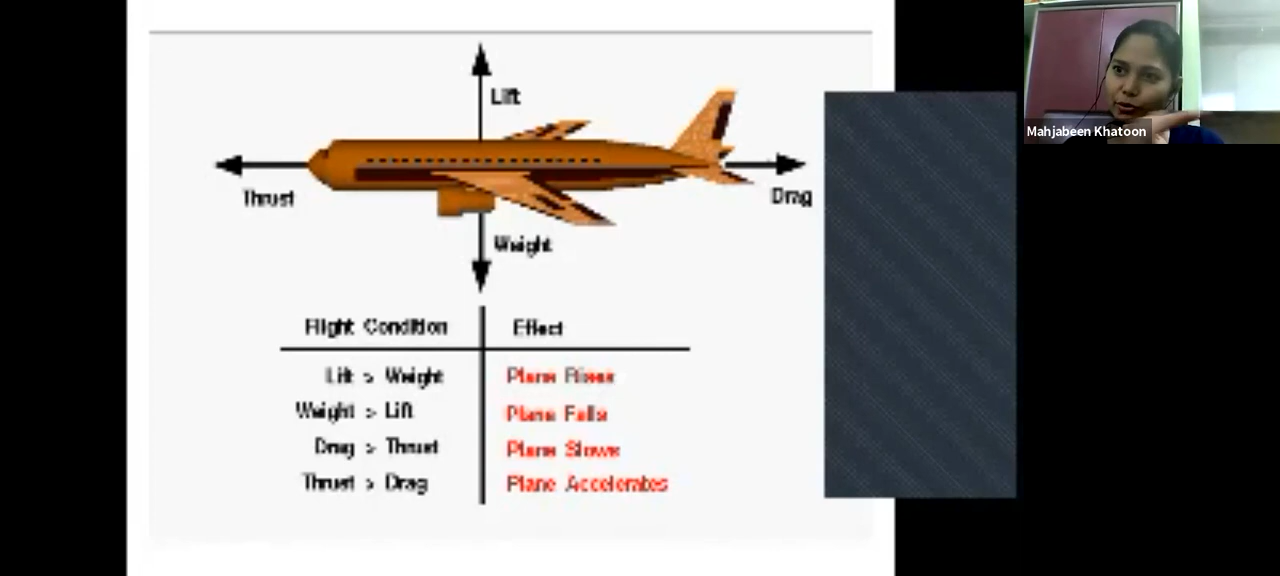 Lift
Mahjabeen Khatoon
Thrust
Drag
Weight
Flight Condition Effect
Lift > Weight Plane Rises
Weight > Lift Plane Falls
Drag > Thrust Plane Slows
Thrust > Drag Plane Accelerates